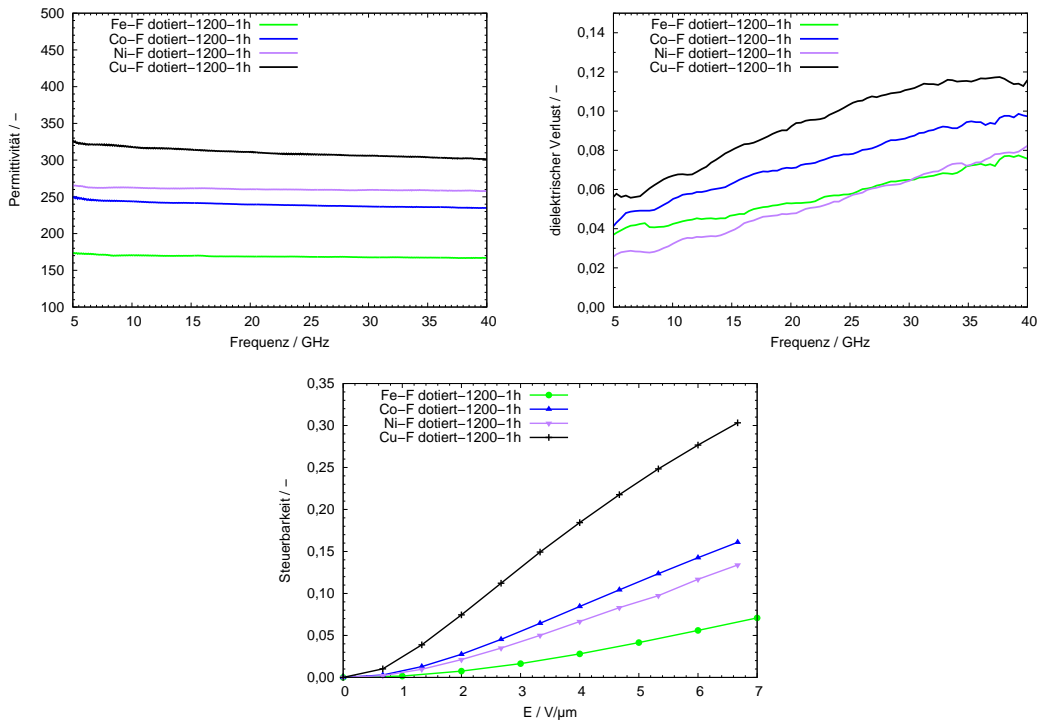 Fe–F dotiert–1200–1h
Co–F dotiert–1200–1h
Ni–F dotiert–1200–1h
Cu–F dotiert–1200–1h
Permittivität / –
500
450
400
350
300
250
200
150
100
5 10 15 20 25 30 35 40
Frequenz / GHz
Fe–F dotiert–1200–1h
Co–F dotiert–1200–1h
Ni–F dotiert–1200–1h
Cu–F dotiert–1200–1h
dielektrischer Verlust / –
0,14
0,12
0,10
0,08
0,06
0,04
0,02
0,00
5 10 15 20 25 30 35 40
Frequenz / GHz
Fe–F dotiert–1200–1h
Co–F dotiert–1200–1h
Ni–F dotiert–1200–1h
Cu–F dotiert–1200–1h
Steuerbarkeit / –
0,35
0,30
0,25
0,20
0,15
0,10
0,05
0,00
0 1 2 3 4 5 6 7
E / V/µm